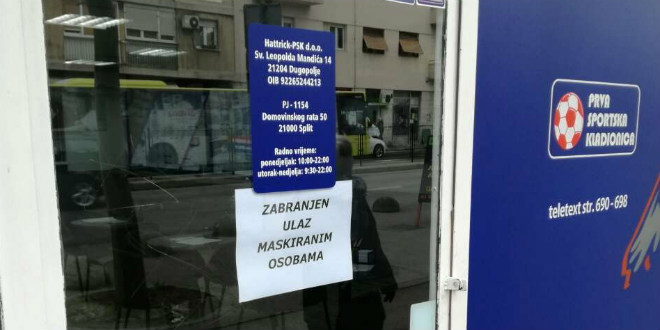 Hattrick-PSK d.o.o.
Sv. Leopolda Mandića 14
21204 Dugopolje
OIB 92265244213
PJ - 1154
Domovinskog rata 50
21000 Split
Radno vrijeme:
ponedjeljak: 10:00-22:00
utorak-nedjelja: 9:30-22:00
ZABRANJEN
ULAZ
MASKIRANIM
OSOBAMA
PRVA
SPORTSKA
KLADIONICA
teletext str. 690 - 698